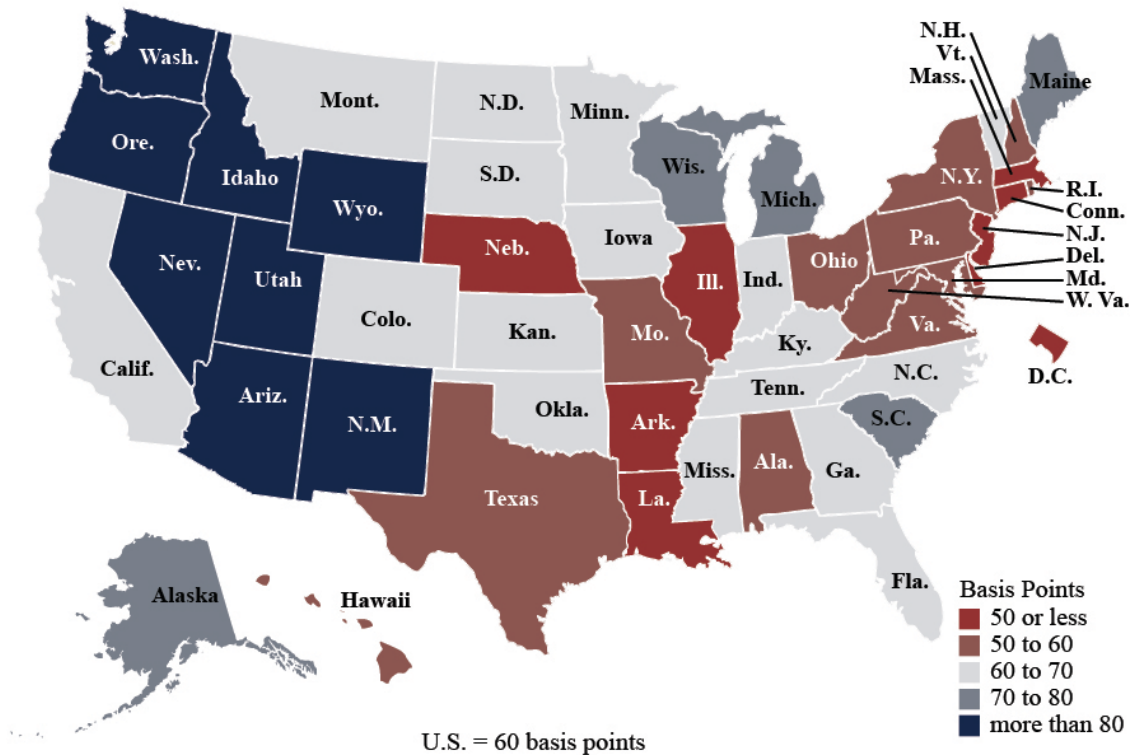 Wash.
Mont.
N.D.
Minn.
N.H.
Vt.
Mass.
Maine
Ore.
Idaho
S.D.
Wis.
Mich.
N.Y.
R.I.
Conn.
N.J.
Del.
Md.
W. Va.
Wyo.
Neb.
Iowa
Nev.
Utah
Colo.
Kan.
Ill.
Ind.
Ohio
Pa.
Mo.
Ky.
Va.
D.C.
Calif.
Ariz.
N.M.
Okla.
Ark.
Tenn.
N.C.
S.C.
Texas
La.
Miss.
Ala.
Ga.
Fla.
Alaska
Hawaii
Basis Points
50 or less
50 to 60
60 to 70
70 to 80
more than 80
U.S. = 60 basis points